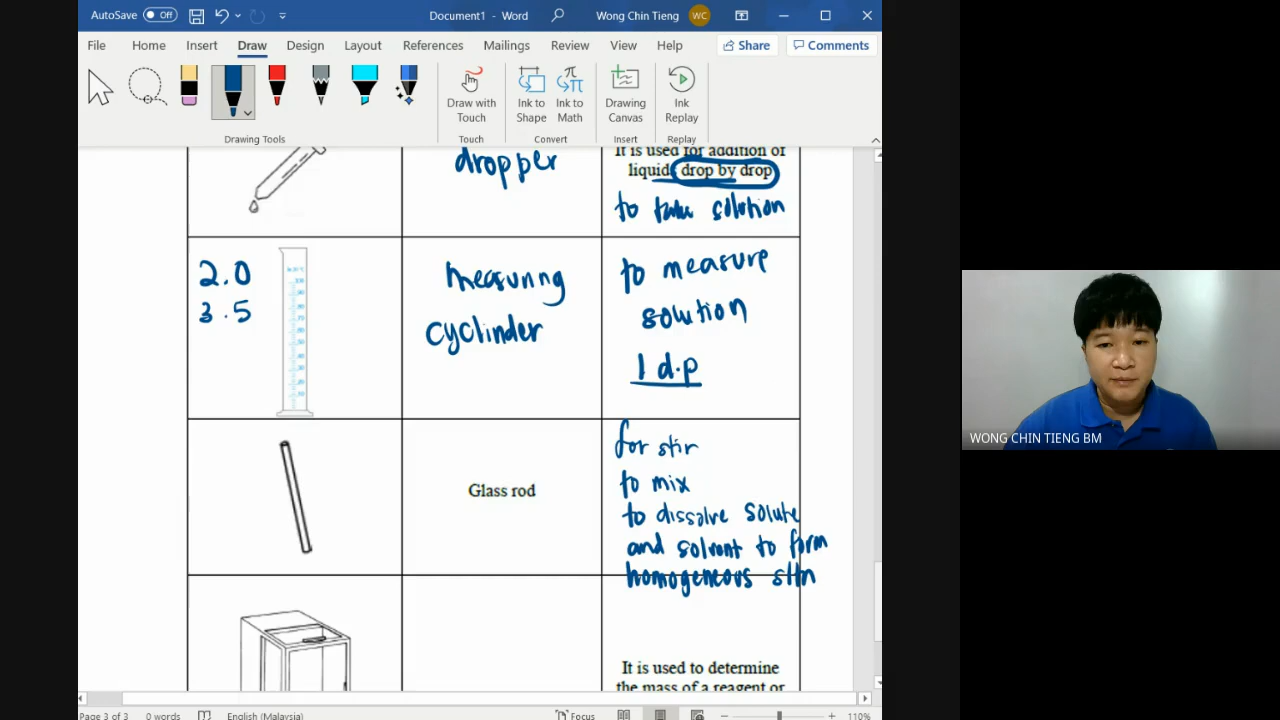 AutoSave Off Document1 - Word Wong Chin Tieng WC
File Home Insert Draw Design Layout References Mailings Review View Help Share Comments
Draw with Touch
Ink to Shape
Ink to Math
Drawing Canvas
Ink Replay
Drawing Tools Touch Convert Insert Replay
dropper
It is used for addition of
liquids drop by drop
to take solution
2.0
3.5
measuring
cyclinder
to measure
solution
1 d.p
Glass rod
for stir
to mix
to dissolve solute
and solvent to form
homogeneous sltn
It is used to determine
the mass of a reagent or
WONG CHIN TIENG BM
Page 3 of 3 0 words English (Malaysia) Focus 110%